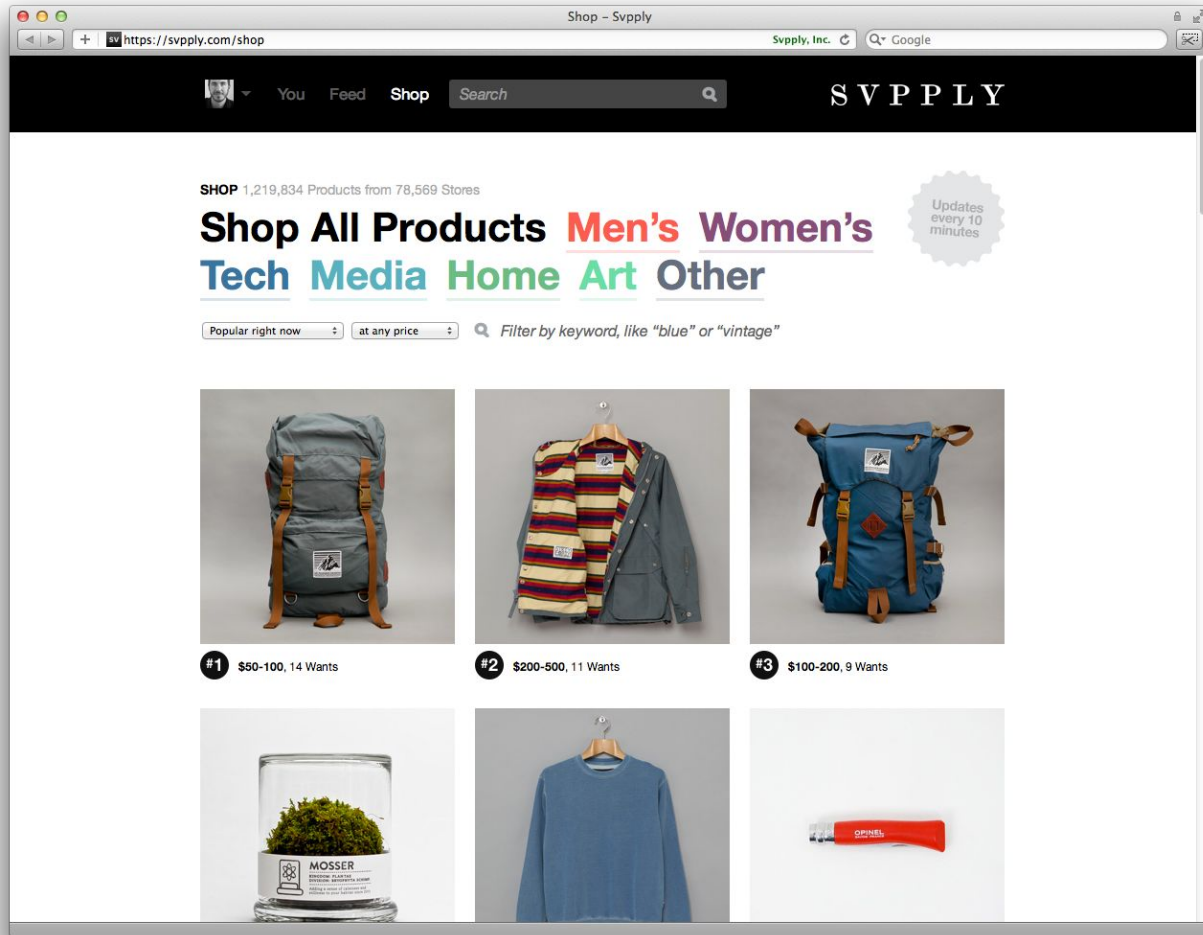 Shop – Svpply
SV https://svpply.com/shop Svpply, Inc. Google
You Feed Shop Search SVPPLY
SHOP 1,219,834 Products from 78,569 Stores
Shop All Products Men’s Women’s
Tech Media Home Art Other
Updates
every 10
minutes
Popular right now at any price Filter by keyword, like “blue” or “vintage”
#1 $50-100, 14 Wants
#2 $200-500, 11 Wants
#3 $100-200, 9 Wants
MOSSER
OPINEL